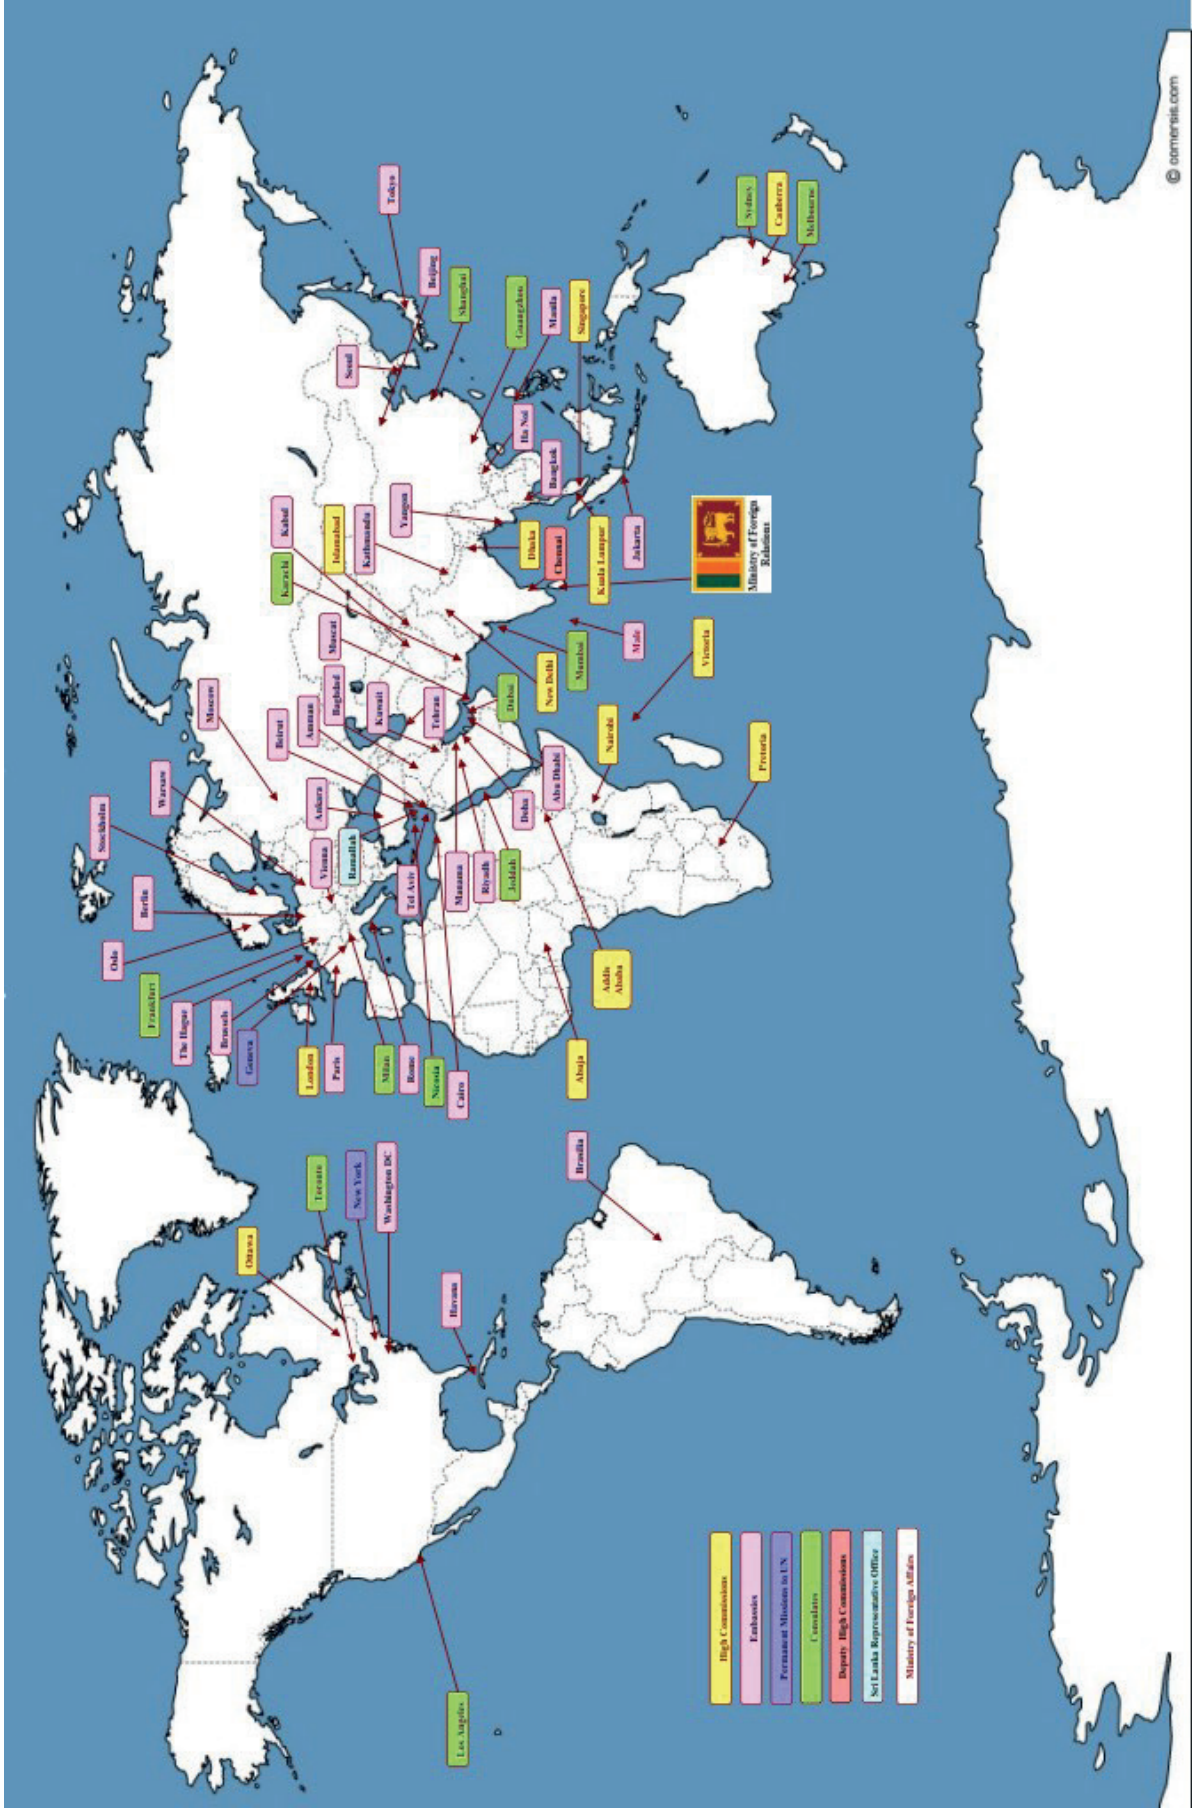 Ottawa
Toronto
New York
Washington DC
Havana
Los Angeles
Brasilia
Oslo
Berlin
Stockholm
Warsaw
Moscow
Frankfurt
The Hague
Brussels
Geneva
London
Paris
Milan
Rome
Nicosia
Cairo
Vienna
Ankara
Ramallah
Tel Aviv
Beirut
Amman
Baghdad
Kuwait
Muscat
Tehran
Manama
Riyadh
Jeddah
Doha
Abu Dhabi
Dubai
Abuja
Addis
Ababa
Nairobi
Pretoria
Victoria
Karachi
Kabul
Islamabad
Kathmandu
Yangon
New Delhi
Mumbai
Male
Dhaka
Chennai
Kuala Lumpur
Jakarta
Bangkok
Ha Noi
Singapore
Manila
Guangzhou
Shanghai
Beijing
Seoul
Tokyo
Sydney
Canberra
Melbourne
Ministry of Foreign
Relations
High Commissions
Embassies
Permanent Missions to UN
Consulates
Deputy High Commissions
Sri Lanka Representative Office
Ministry of Foreign Affairs
© comersis.com